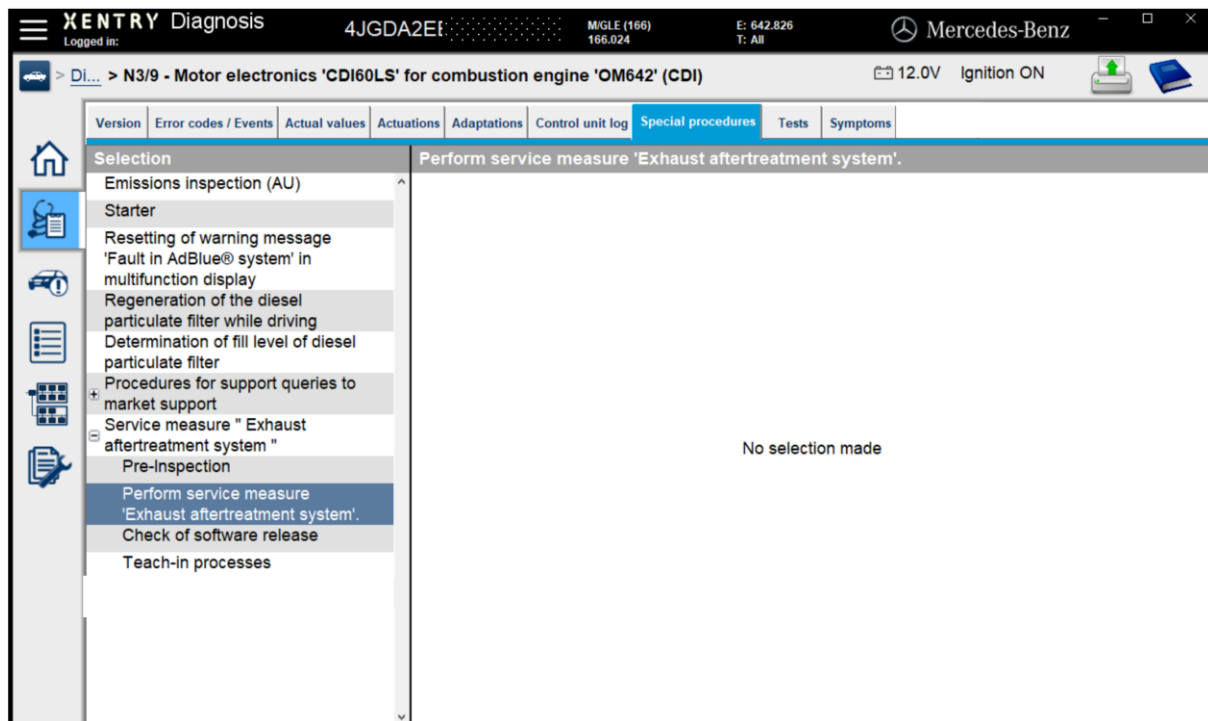 XENTRY Diagnosis
Logged in:
4JGDA2EE
M/GLE (166)
166.024
E: 642.826
T: All
Mercedes-Benz
> Di... > N3/9 - Motor electronics 'CDI60LS' for combustion engine 'OM642' (CDI)
12.0V Ignition ON
Version Error codes / Events Actual values Actuations Adaptations Control unit log Special procedures Tests Symptoms
Selection
Perform service measure 'Exhaust aftertreatment system'.
Emissions inspection (AU)
Starter
Resetting of warning message
'Fault in AdBlue® system' in
multifunction display
Regeneration of the diesel
particulate filter while driving
Determination of fill level of diesel
particulate filter
Procedures for support queries to
market support
Service measure " Exhaust
aftertreatment system "
Pre-Inspection
Perform service measure
'Exhaust aftertreatment system'.
Check of software release
Teach-in processes
No selection made